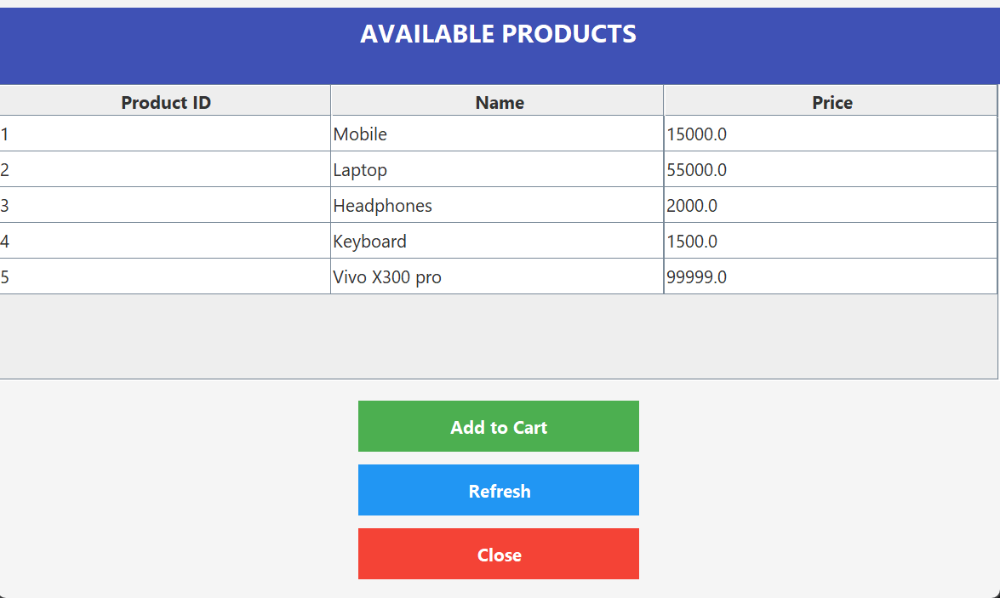 AVAILABLE PRODUCTS
Product ID Name Price
1 Mobile 15000.0
2 Laptop 55000.0
3 Headphones 2000.0
4 Keyboard 1500.0
5 Vivo X300 pro 99999.0
Add to Cart
Refresh
Close